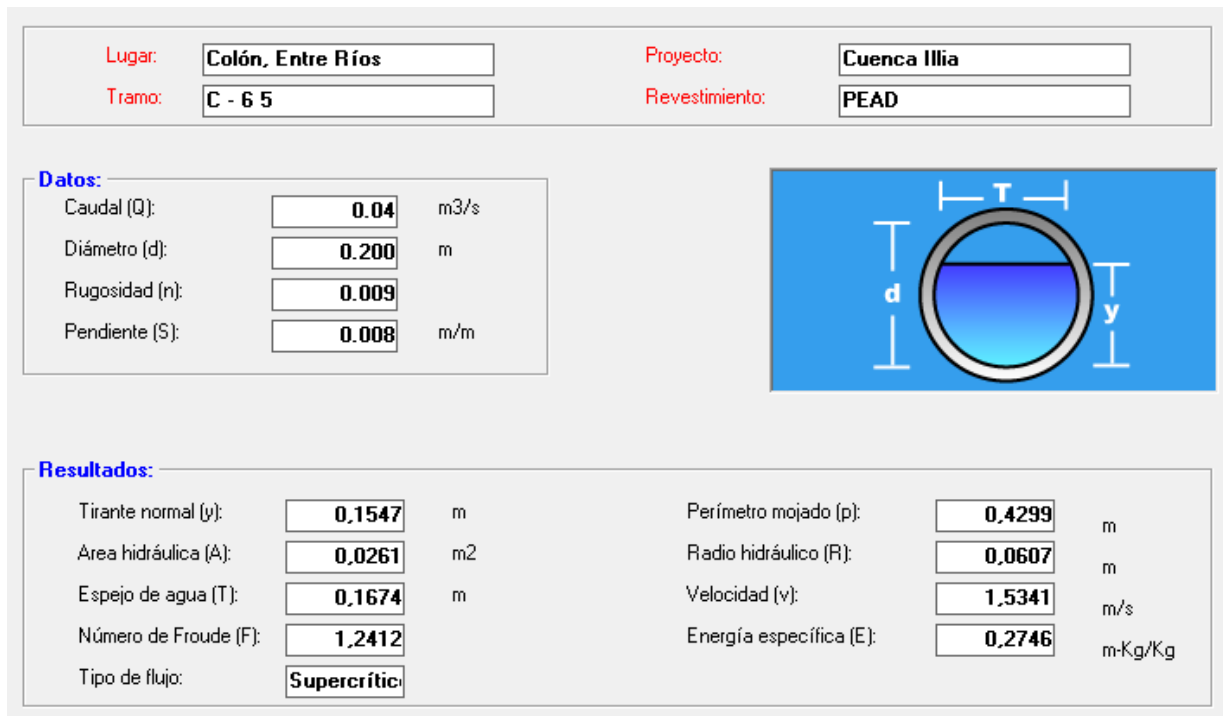 Lugar: Colón, Entre Ríos Proyecto: Cuenca Illia
Tramo: C - 6 5 Revestimiento: PEAD
Datos:
Caudal (Q): 0.04 m3/s
Diámetro (d): 0.200 m
Rugosidad (n): 0.009
Pendiente (S): 0.008 m/m
T
d
y
Resultados:
Tirante normal (y): 0,1547 m Perímetro mojado (p): 0,4299 m
Area hidráulica (A): 0,0261 m2 Radio hidráulico (R): 0,0607 m
Espejo de agua (T): 0,1674 m Velocidad (v): 1,5341 m/s
Número de Froude (F): 1,2412 Energía específica (E): 0,2746 m-Kg/Kg
Tipo de flujo: Supercrític